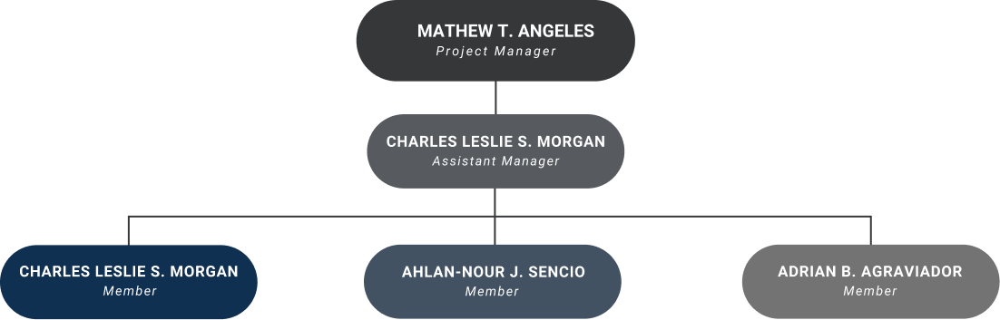 MATHEW T. ANGELES
Project Manager
CHARLES LESLIE S. MORGAN
Assistant Manager
CHARLES LESLIE S. MORGAN
Member
AHLAN-NOUR J. SENCIO
Member
ADRIAN B. AGRAVIADOR
Member